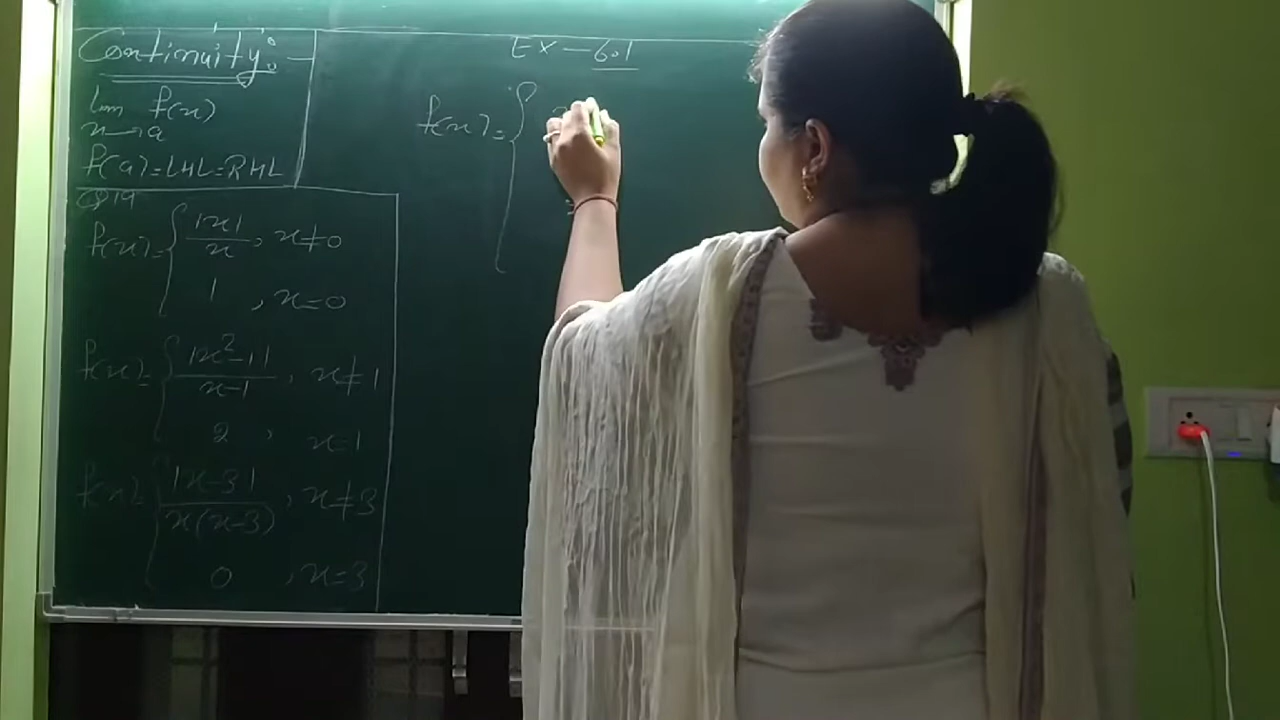 Continuity:-
lim f(x)
x→a
f(a)=LHL=RHL
Q19
f(x)={ |x|/x , x≠0
1 , x=0
f(x)={ |x²-1|/x-1 , x≠1
2 , x=1
f(x)={ |x-3|/x(x-3) , x≠3
0 , x=3
EX-6.1
f(x)={